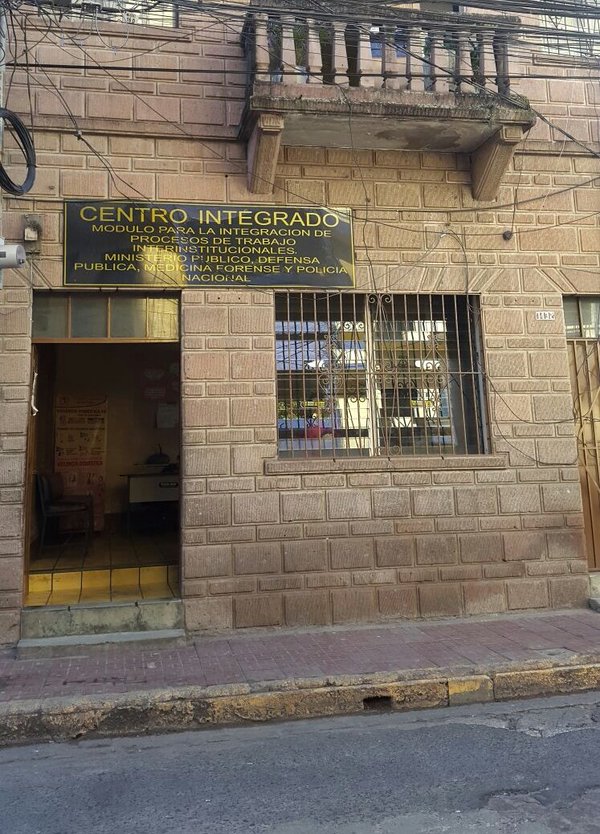 CENTRO INTEGRADO
MODULO PARA LA INTEGRACION DE
PROCESOS DE TRABAJO
INTERINSTITUCIONALES.
MINISTERIO PUBLICO, DEFENSA
PUBLICA, MEDICINA FORENSE Y POLICIA
NACIONAL